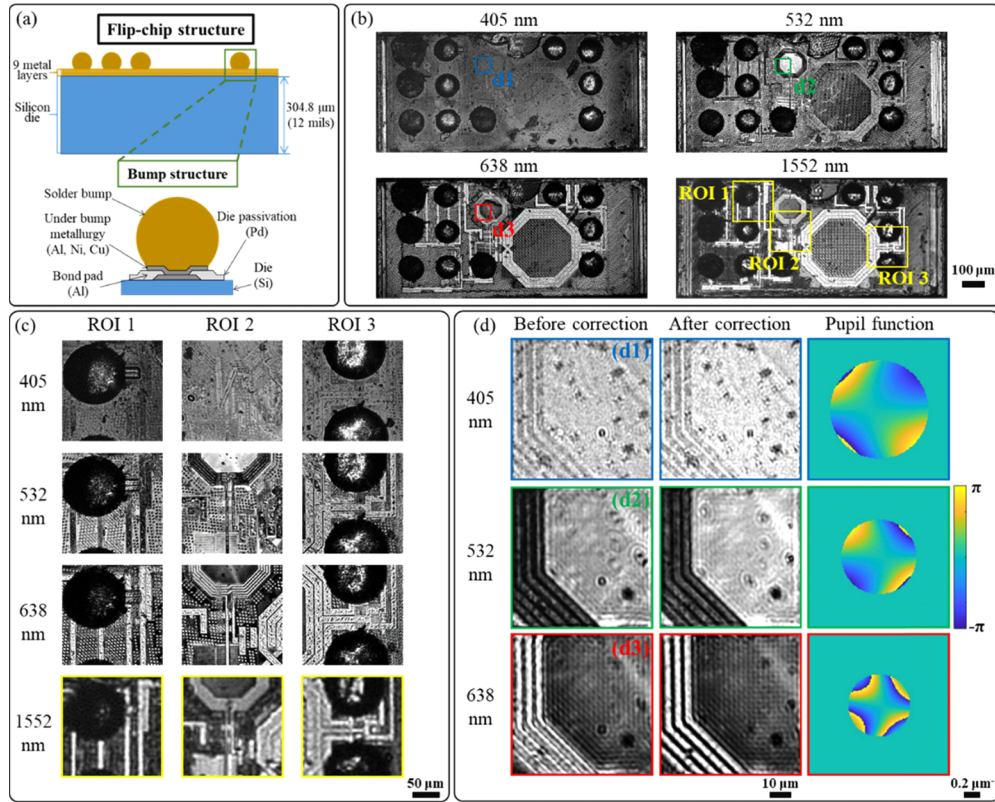 (a)
Flip-chip structure
9 metal
layers
Silicon
die
304.8 µm
(12 mils)
Bump structure
Solder bump
Under bump
metallurgy
(Al, Ni, Cu)
Die passivation
(Pd)
Bond pad
(Al)
Die
(Si)
(b)
405 nm
532 nm
d1
d2
638 nm
1552 nm
d3
ROI 1
ROI 2
ROI 3
100 µm
(c)
ROI 1
ROI 2
ROI 3
405
nm
532
nm
638
nm
1552
nm
50 µm
(d)
Before correction
After correction
Pupil function
405
nm
(d1)
532
nm
(d2)
π
-π
638
nm
(d3)
10 µm
0.2 µm⁻